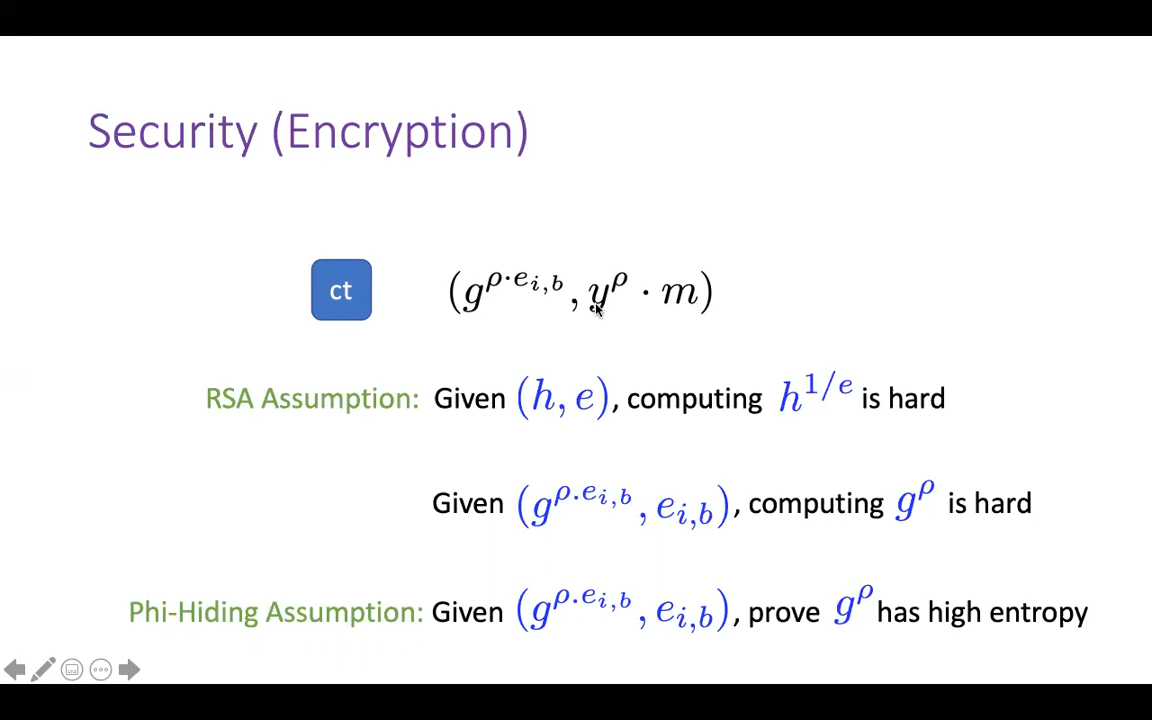 Security (Encryption)
ct
(g^{ρ·e_{i,b}}, y^ρ · m)
RSA Assumption: Given (h, e), computing h^{1/e} is hard
Given (g^{ρ.e_{i,b}}, e_{i,b}), computing g^ρ is hard
Phi-Hiding Assumption: Given (g^{ρ.e_{i,b}}, e_{i,b}), prove g^ρ has high entropy